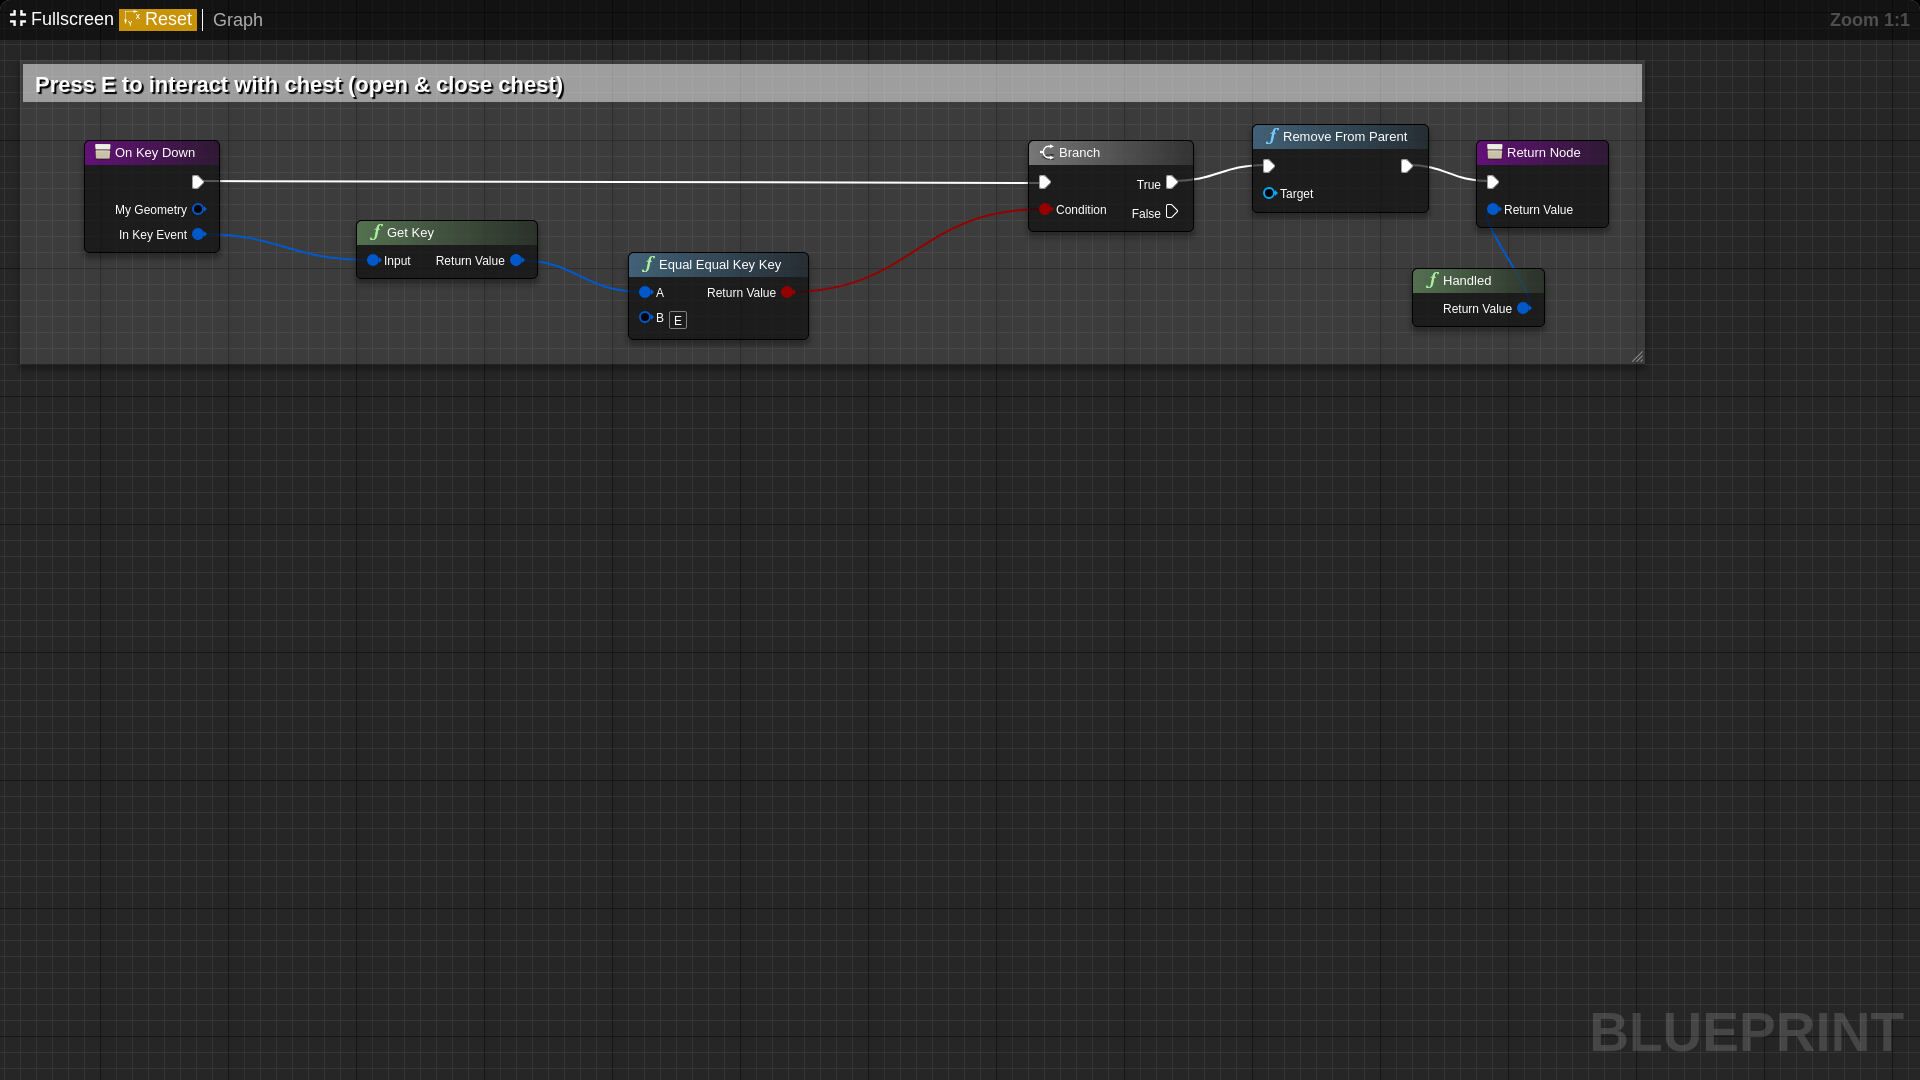 Fullscreen Reset Graph Zoom 1:1
Press E to interact with chest (open & close chest)
On Key Down
My Geometry
In Key Event
Get Key
Input Return Value
Equal Equal Key Key
A Return Value
B E
Branch
True
Condition
False
Remove From Parent
Target
Return Node
Return Value
Handled
Return Value
BLUEPRINT